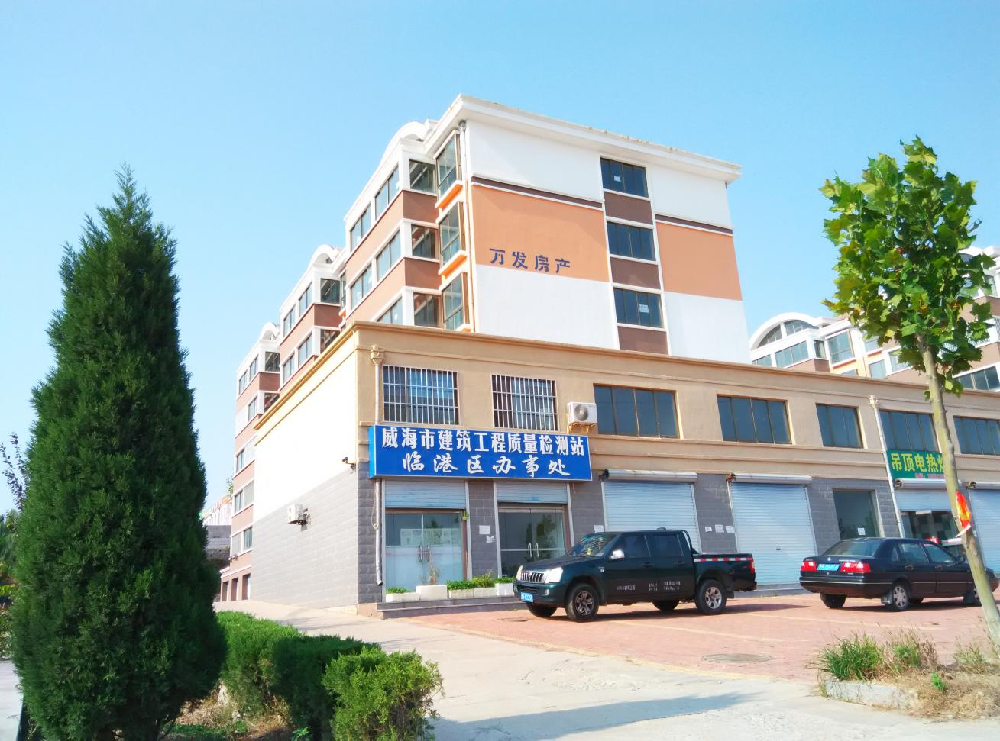 万发房产
威海市建筑工程质量检测站
临港区办事处
吊顶电热